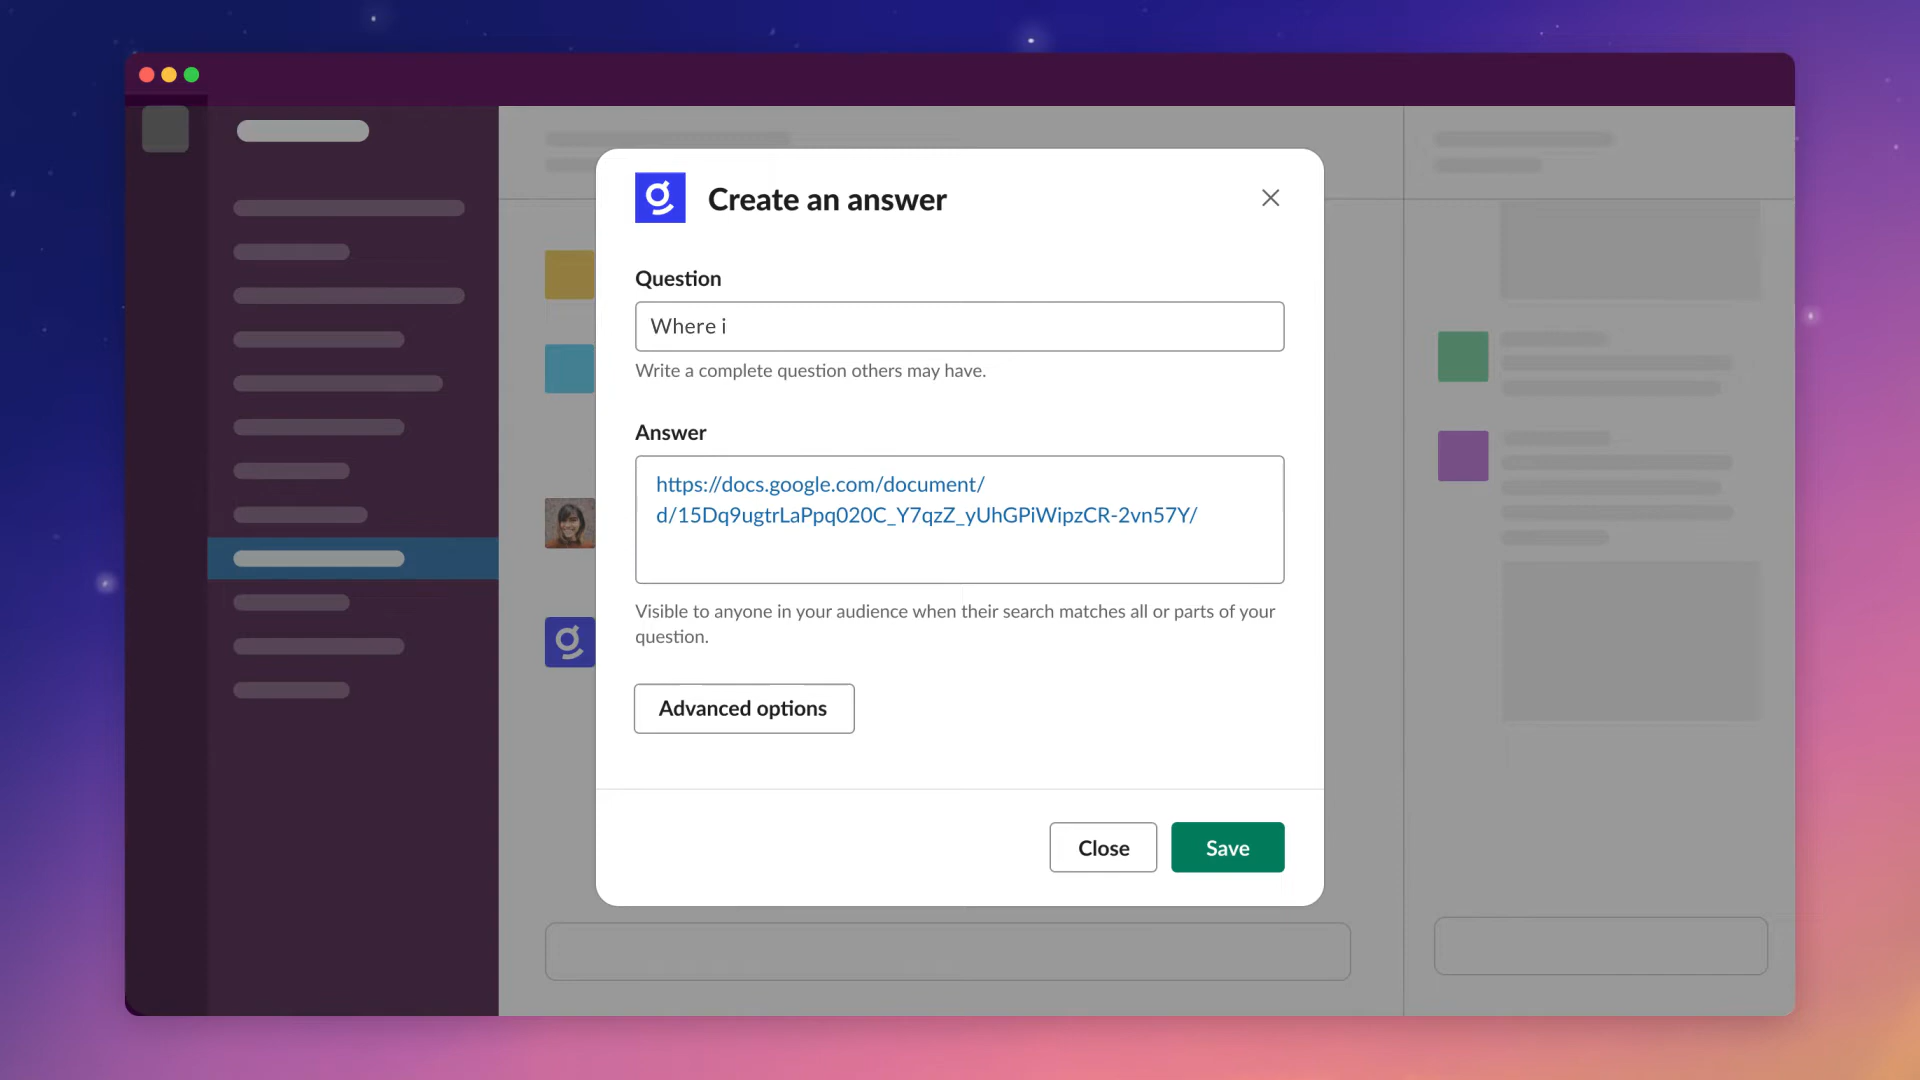 Create an answer
Question
Where i
Write a complete question others may have.
Answer
https://docs.google.com/document/
d/15Dq9ugtrLaPpq020C_Y7qzZ_yUhGPiWipzCR-2vn57Y/
Visible to anyone in your audience when their search matches all or parts of your
question.
Advanced options
Close
Save